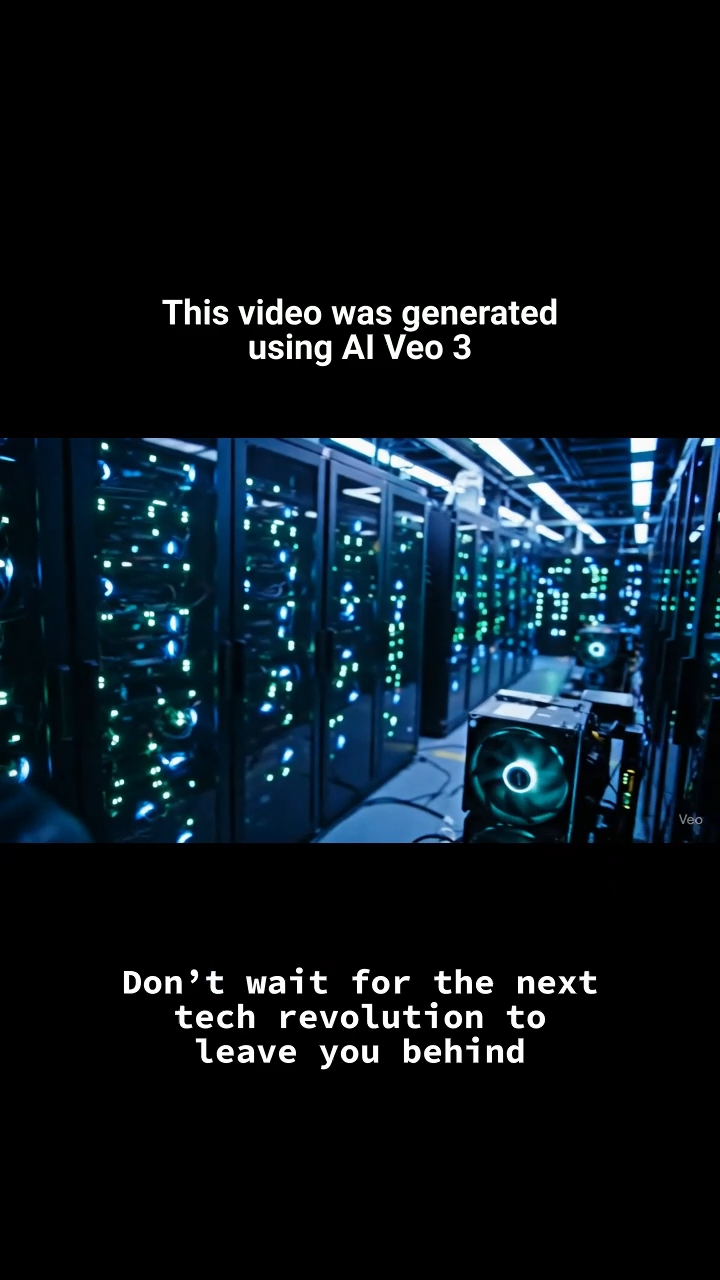 This video was generated
using AI Veo 3
Veo
Don’t wait for the next
tech revolution to
leave you behind